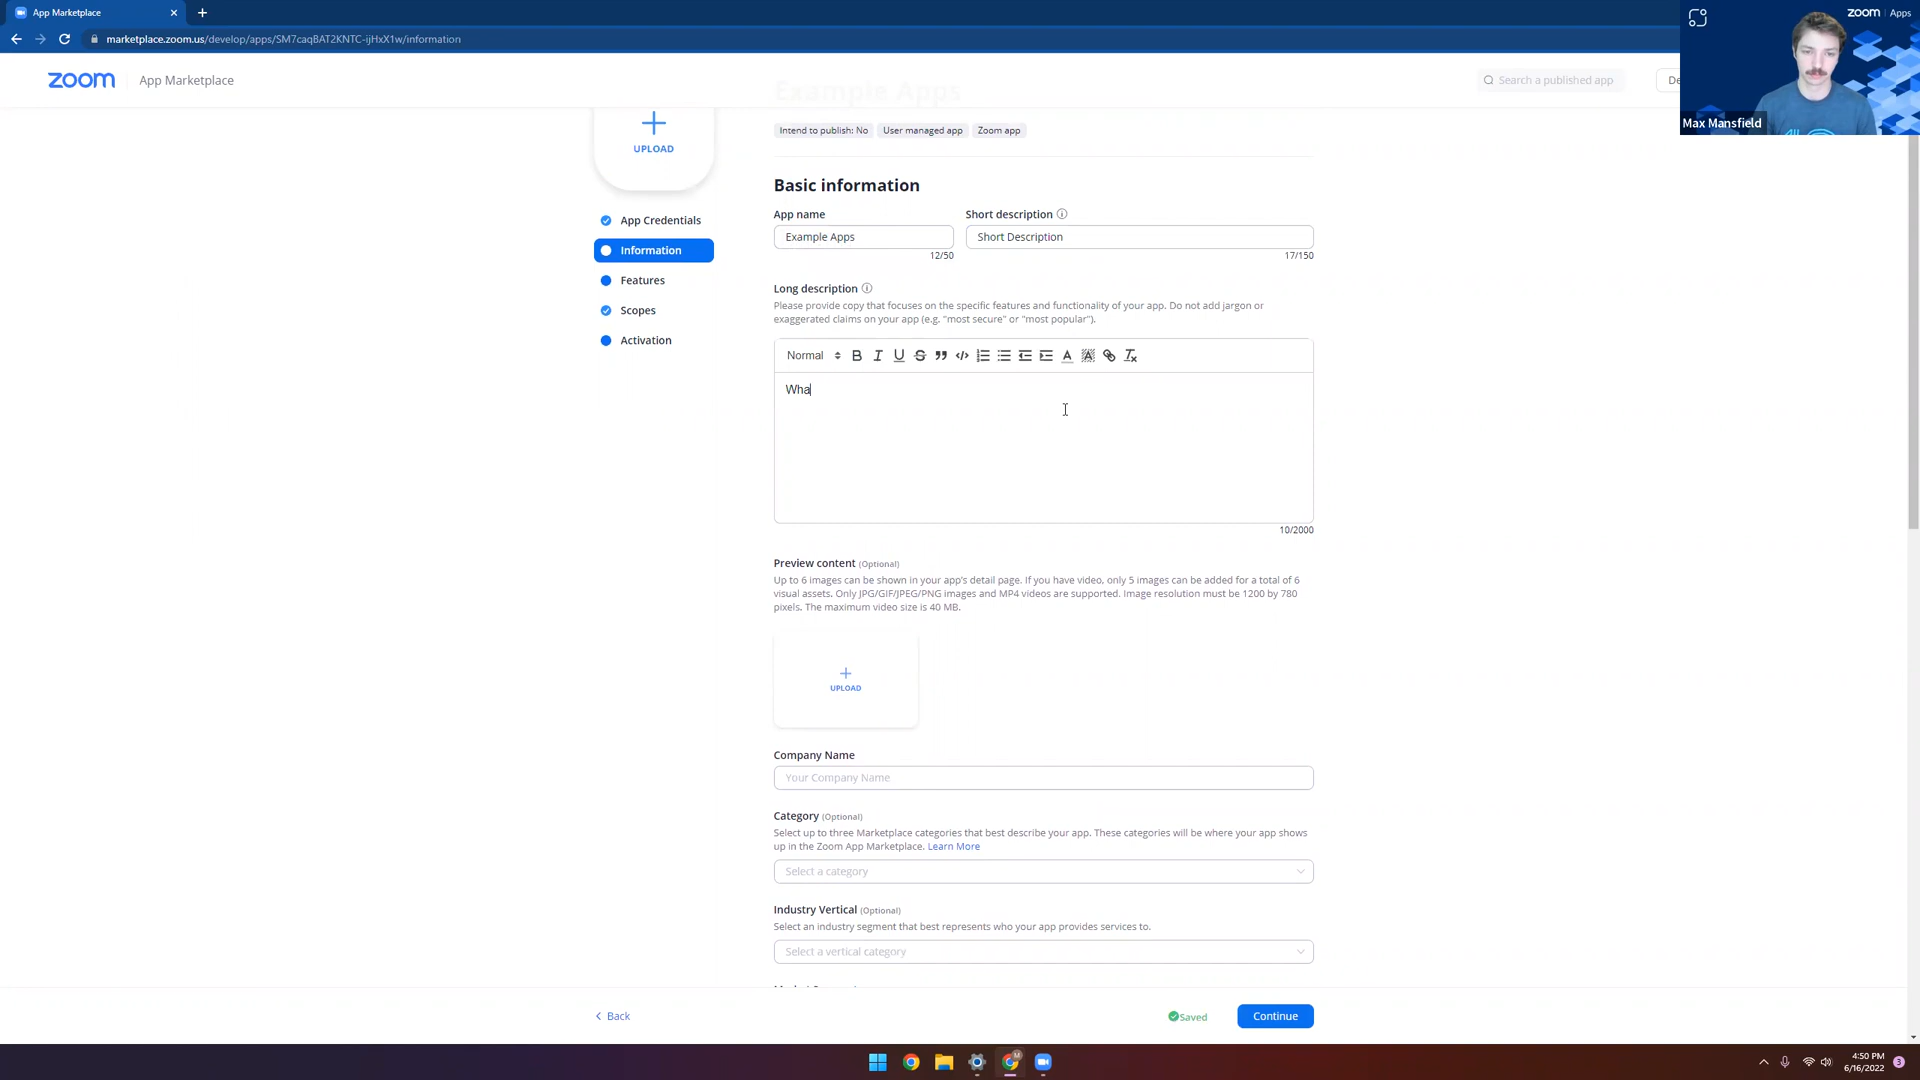 App Marketplace
marketplace.zoom.us/develop/apps/SM7caqBAT2KNTC-ijHxX1w/information
zoom | Apps
zoom App Marketplace
Search a published app
De
Max Mansfield
Example Apps
UPLOAD
Intend to publish: No User managed app Zoom app
Basic information
App name Short description
Example Apps Short Description
12/50 17/150
App Credentials
Information
Features
Scopes
Activation
Long description
Please provide copy that focuses on the specific features and functionality of your app. Do not add jargon or
exaggerated claims on your app (e.g. "most secure" or "most popular").
Normal
Wha
10/2000
Preview content (Optional)
Up to 6 images can be shown in your app's detail page. If you have video, only 5 images can be added for a total of 6
visual assets. Only JPG/GIF/JPEG/PNG images and MP4 videos are supported. Image resolution must be 1200 by 780
pixels. The maximum video size is 40 MB.
UPLOAD
Company Name
Your Company Name
Category (Optional)
Select up to three Marketplace categories that best describe your app. These categories will be where your app shows
up in the Zoom App Marketplace. Learn More
Select a category
Industry Vertical (Optional)
Select an industry segment that best represents who your app provides services to.
Select a vertical category
Back
Saved
Continue
4:50 PM
6/16/2022
3